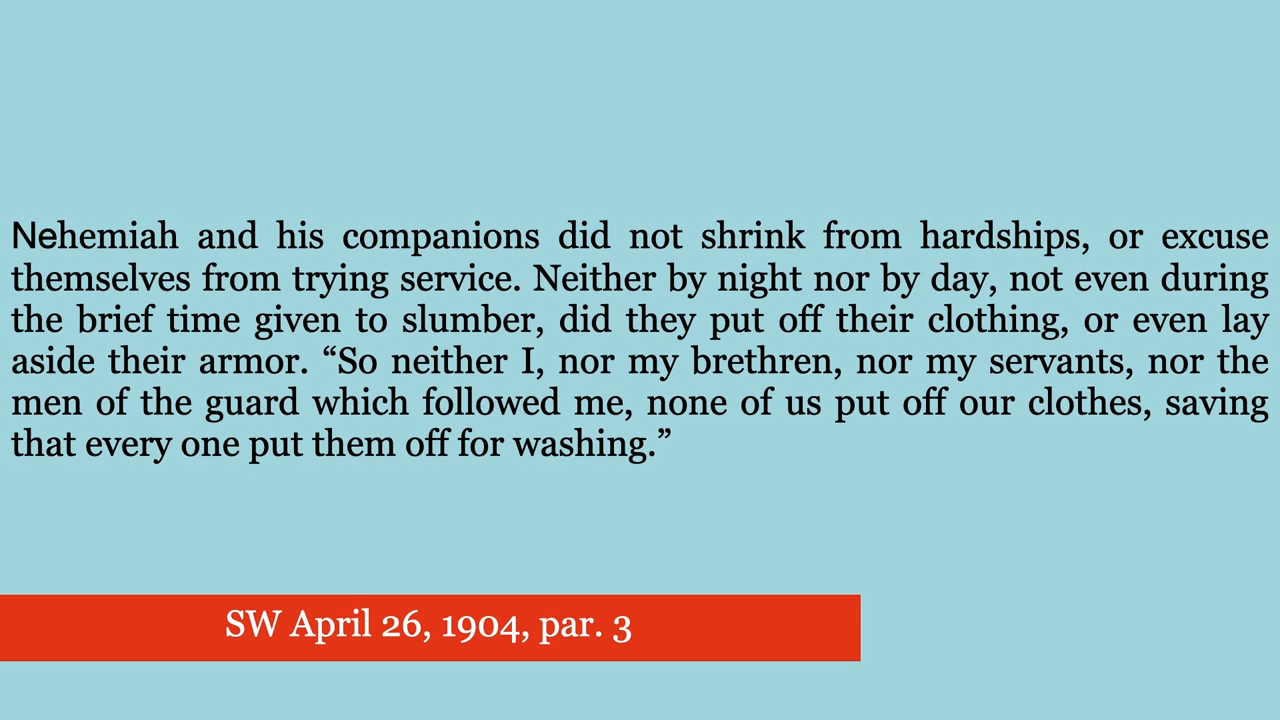 Nehemiah and his companions did not shrink from hardships, or excuse
themselves from trying service. Neither by night nor by day, not even during
the brief time given to slumber, did they put off their clothing, or even lay
aside their armor. “So neither I, nor my brethren, nor my servants, nor the
men of the guard which followed me, none of us put off our clothes, saving
that every one put them off for washing.”
SW April 26, 1904, par. 3